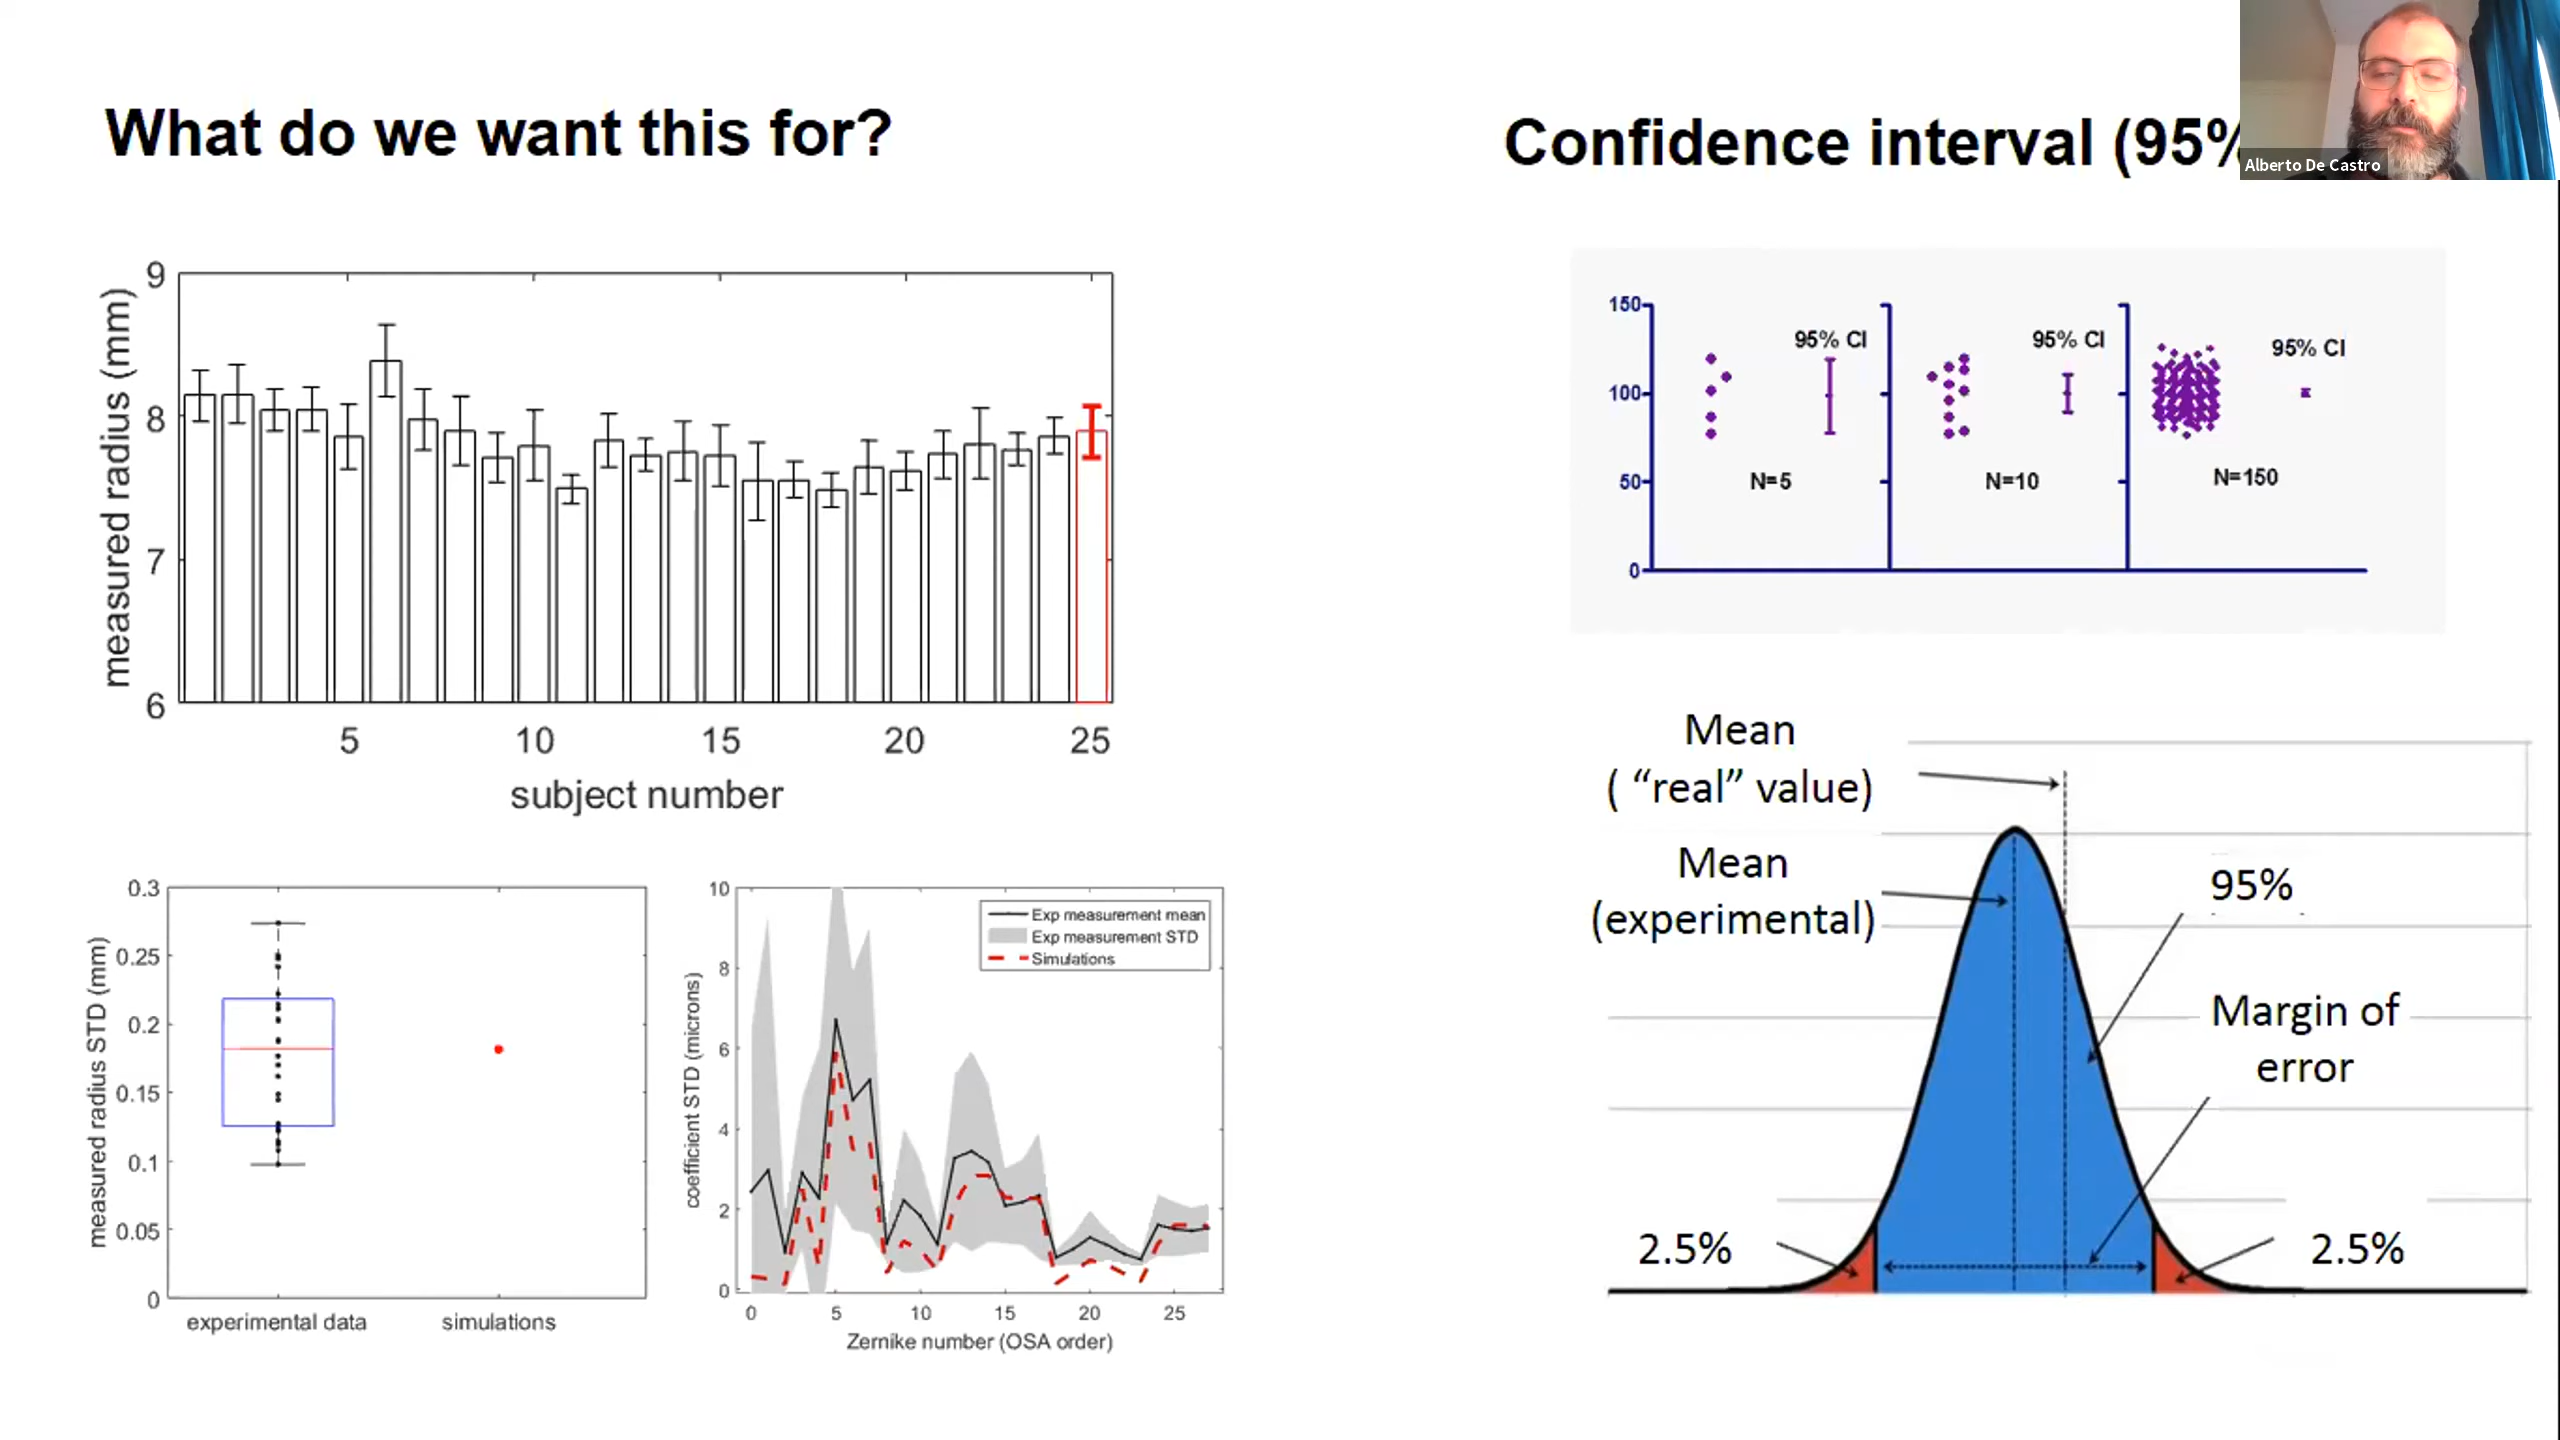 What do we want this for?
9
8
7
6
measured radius (mm)
5
10
15
20
25
subject number
0.3
0.25
0.2
0.15
0.1
0.05
0
measured radius STD (mm)
experimental data
simulations
10
8
6
4
2
0
coefficient STD (microns)
Exp measurement mean
Exp measurement STD
Simulations
0
5
10
15
20
25
Zernike number (OSA order)
Confidence interval (95%
Alberto De Castro
150
100
50
0
95% CI
N=5
95% CI
N=10
95% CI
N=150
Mean
( “real” value)
Mean
(experimental)
95%
Margin of
error
2.5%
2.5%